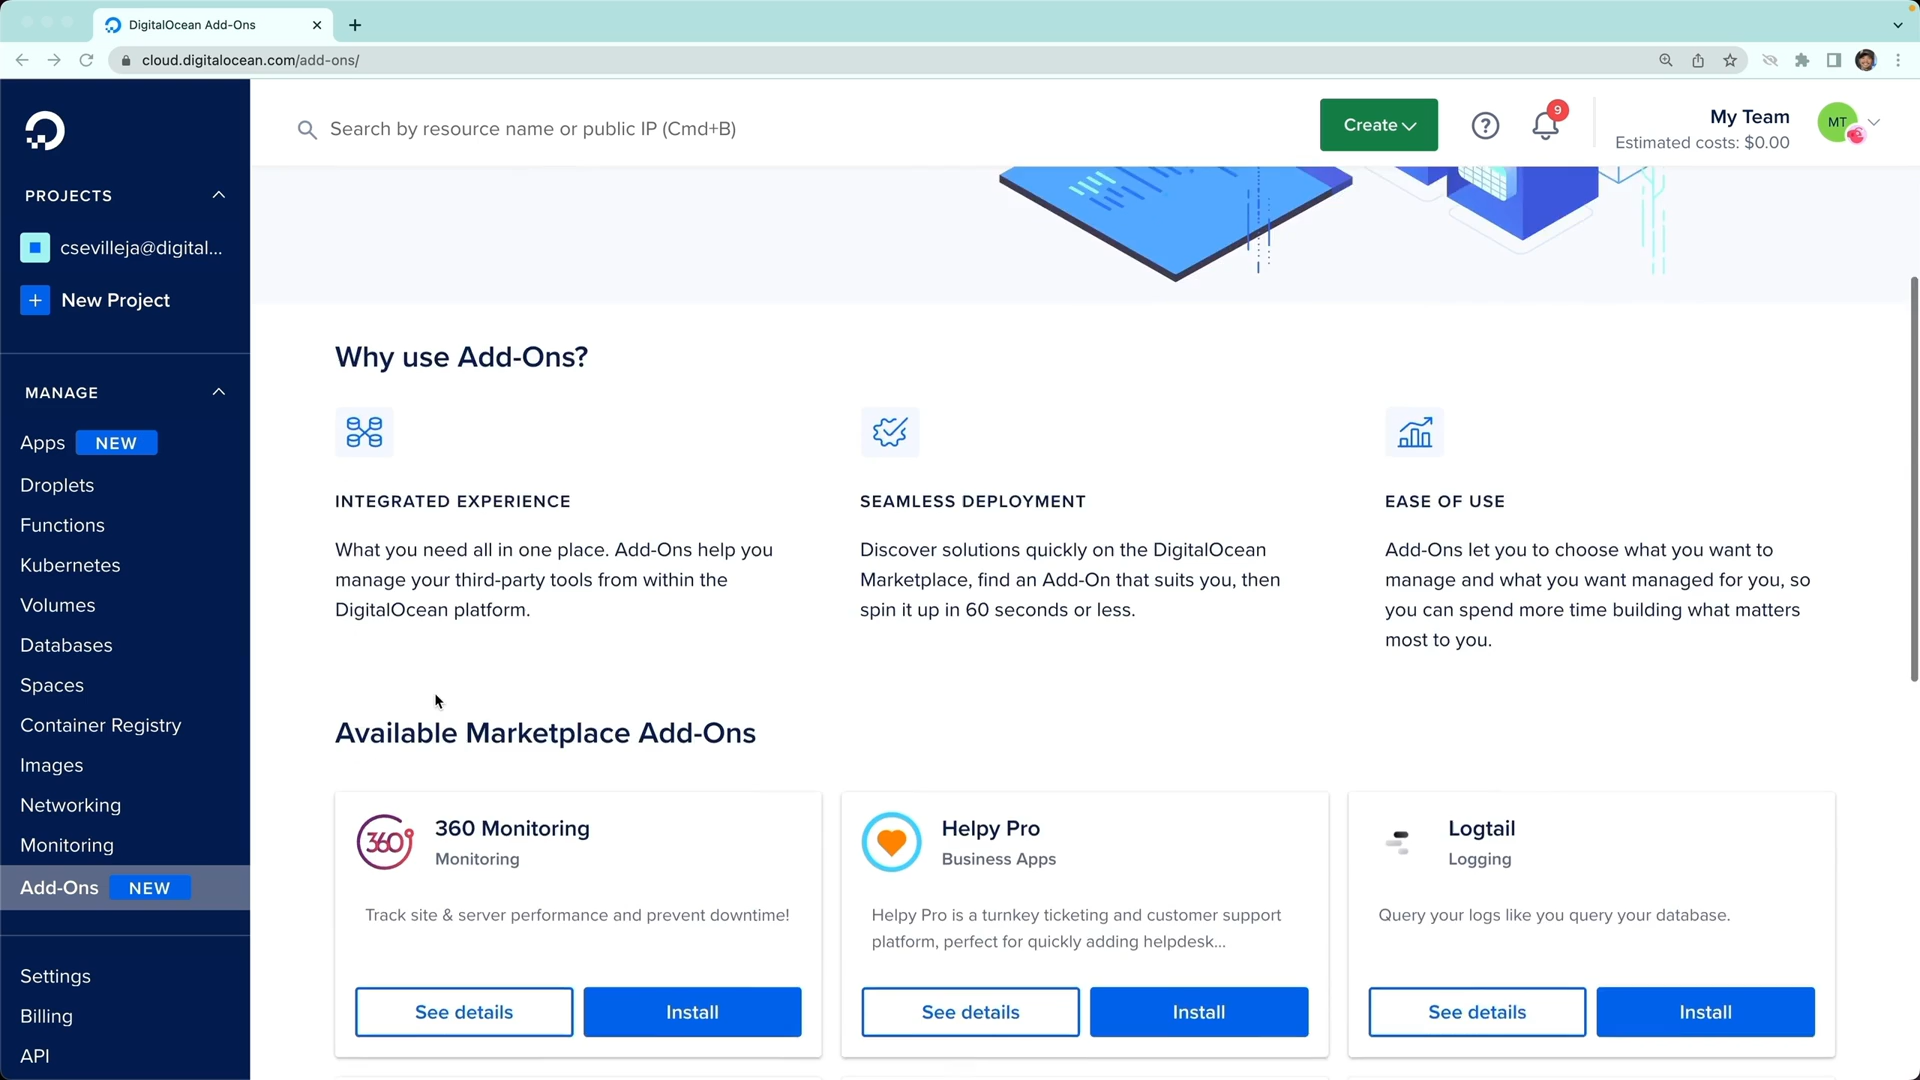 DigitalOcean Add-Ons
cloud.digitalocean.com/add-ons/
Search by resource name or public IP (Cmd+B)
Create
9
My Team
Estimated costs: $0.00
MT
PROJECTS
csevilleja@digital...
New Project
MANAGE
Apps NEW
Droplets
Functions
Kubernetes
Volumes
Databases
Spaces
Container Registry
Images
Networking
Monitoring
Add-Ons NEW
Settings
Billing
API
Why use Add-Ons?
INTEGRATED EXPERIENCE
What you need all in one place. Add-Ons help you
manage your third-party tools from within the
DigitalOcean platform.
SEAMLESS DEPLOYMENT
Discover solutions quickly on the DigitalOcean
Marketplace, find an Add-On that suits you, then
spin it up in 60 seconds or less.
EASE OF USE
Add-Ons let you to choose what you want to
manage and what you want managed for you, so
you can spend more time building what matters
most to you.
Available Marketplace Add-Ons
360
360 Monitoring
Monitoring
Track site & server performance and prevent downtime!
See details
Install
Helpy Pro
Business Apps
Helpy Pro is a turnkey ticketing and customer support
platform, perfect for quickly adding helpdesk...
See details
Install
Logtail
Logging
Query your logs like you query your database.
See details
Install